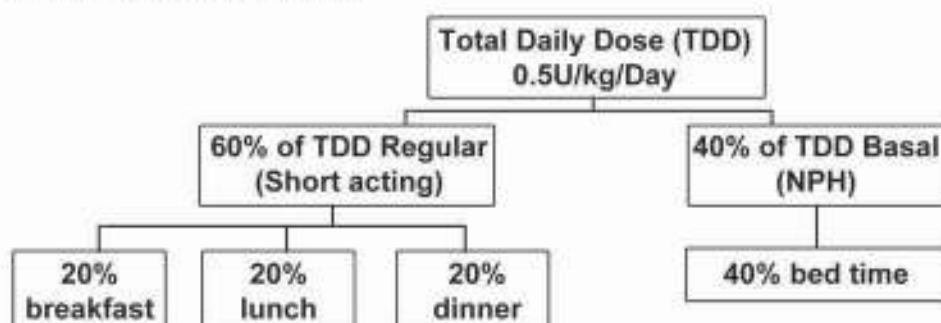 Total Daily Dose (TDD)
0.5U/kg/Day
60% of TDD Regular
(Short acting)
40% of TDD Basal
(NPH)
20%
breakfast
20%
lunch
20%
dinner
40% bed time